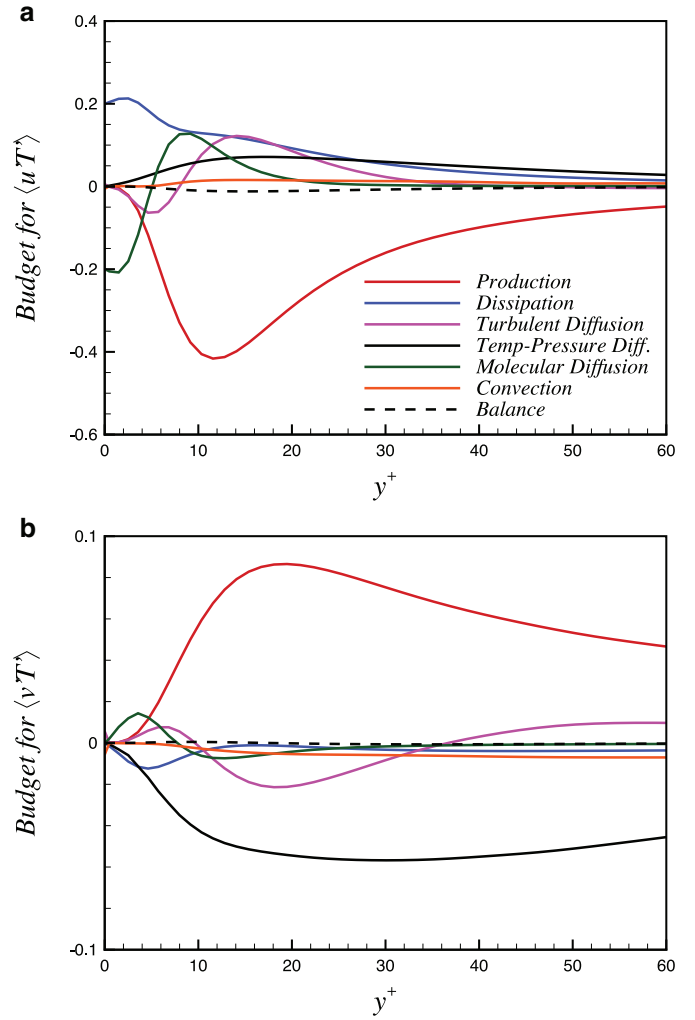 a
0.4
0.2
0
-0.2
-0.4
-0.6
Budget for ⟨u'T'⟩
Production
Dissipation
Turbulent Diffusion
Temp-Pressure Diff.
Molecular Diffusion
Convection
Balance
0 10 20 30 40 50 60
y+
b
0.1
0
-0.1
Budget for ⟨v'T'⟩
0 10 20 30 40 50 60
y+